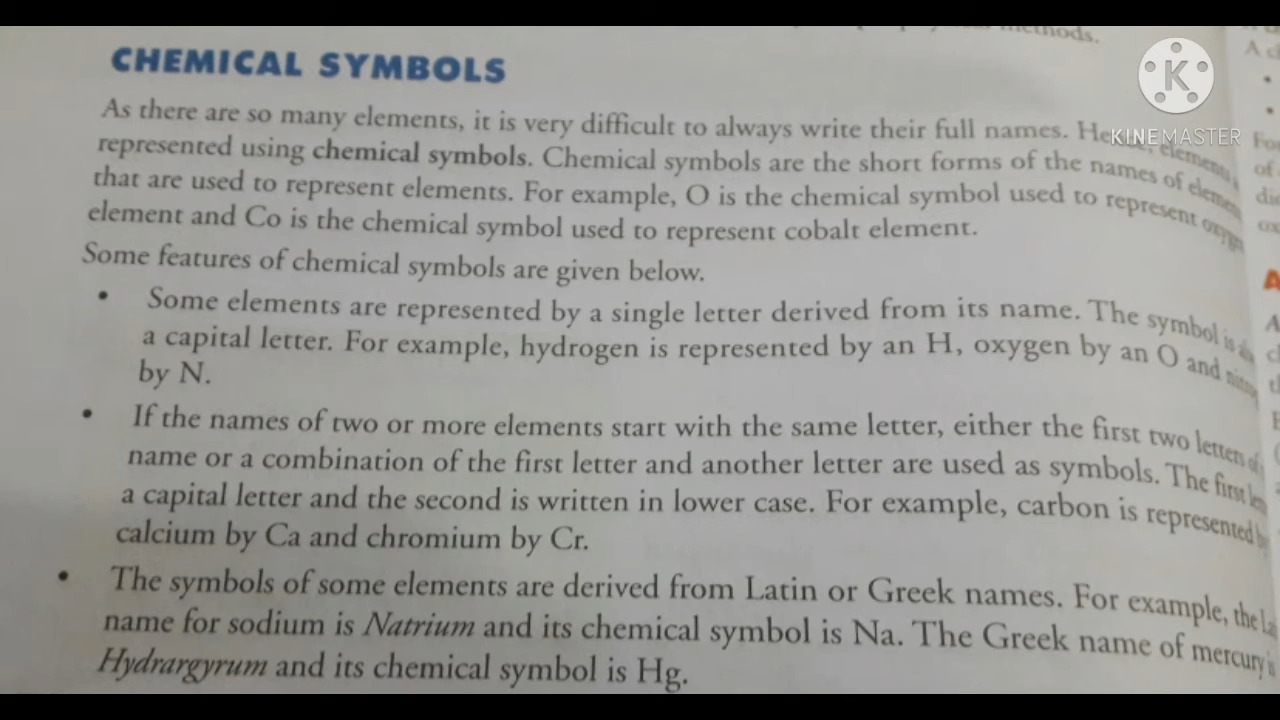 methods.
CHEMICAL SYMBOLS
As there are so many elements, it is very difficult to always write their full names.
represented using chemical symbols. Chemical symbols are the short forms of the names of
that are used to represent elements. For example, O is the chemical symbol used to represent
element and Co is the chemical symbol used to represent cobalt element.
Some features of chemical symbols are given below.
• Some elements are represented by a single letter derived from its name. The symbol is
a capital letter. For example, hydrogen is represented by an H, oxygen by an O and
by N.
• If the names of two or more elements start with the same letter, either the first two letters of
name or a combination of the first letter and another letter are used as symbols. The first
a capital letter and the second is written in lower case. For example, carbon is represented
calcium by Ca and chromium by Cr.
• The symbols of some elements are derived from Latin or Greek names. For example, the
name for sodium is Natrium and its chemical symbol is Na. The Greek name of mercury
Hydrargyrum and its chemical symbol is Hg.
K
KINEMASTER